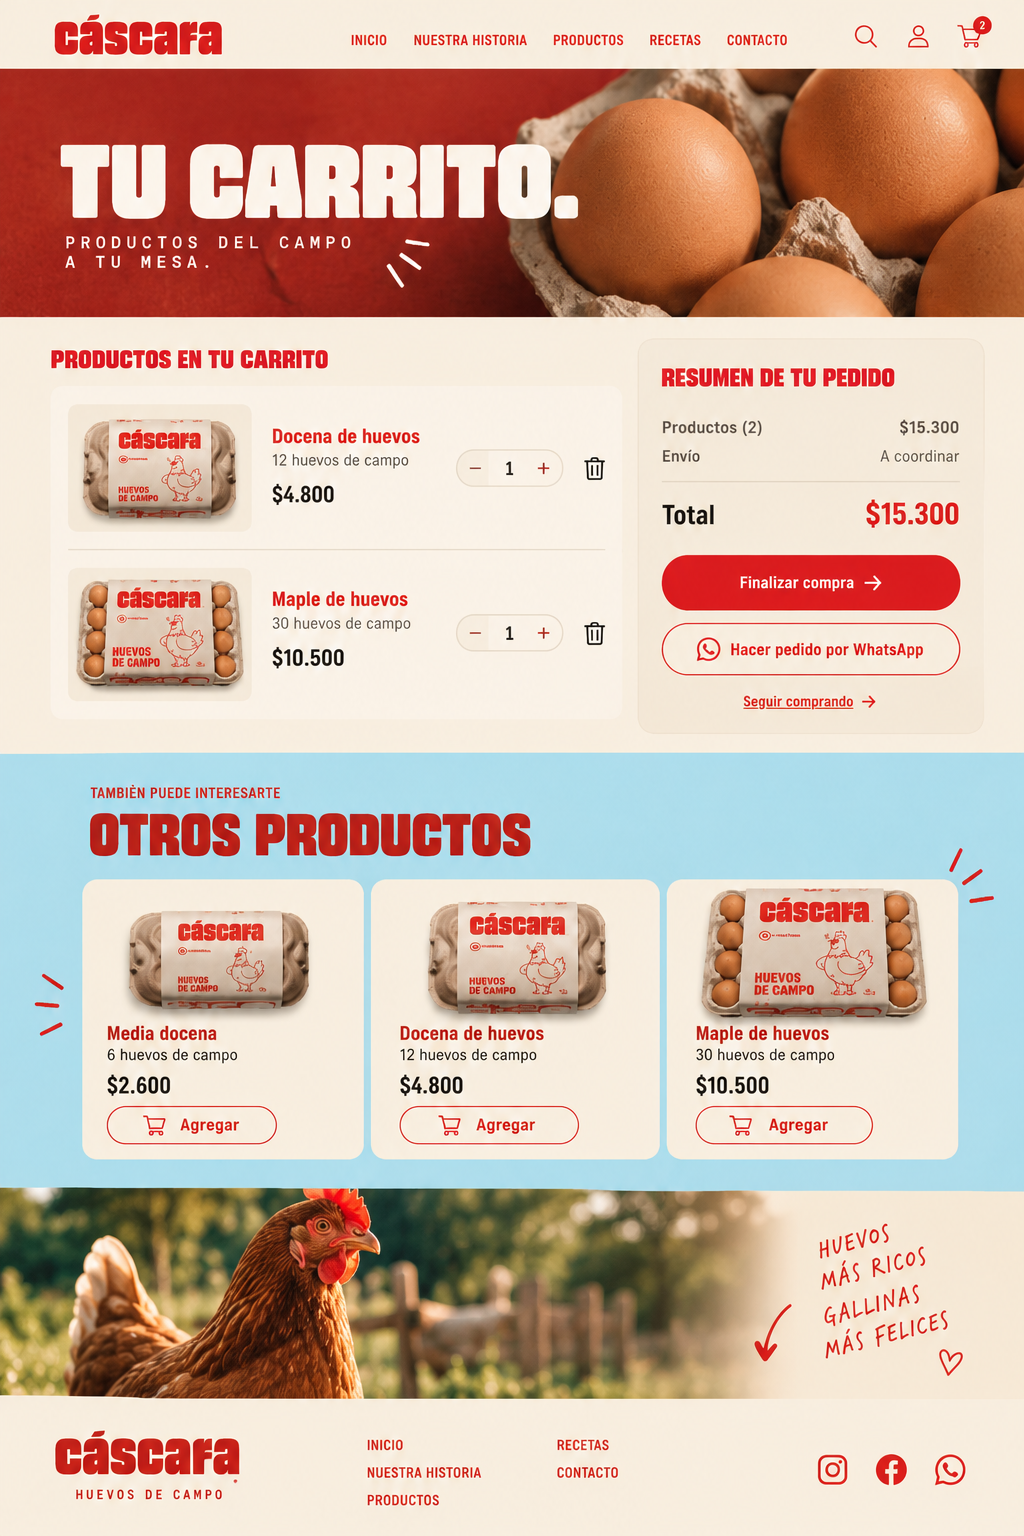 cáscara
INICIO
NUESTRA HISTORIA
PRODUCTOS
RECETAS
CONTACTO
2
TU CARRITO.
PRODUCTOS DEL CAMPO
A TU MESA.
PRODUCTOS EN TU CARRITO
cáscara
HUEVOS
DE CAMPO
Docena de huevos
12 huevos de campo
$4.800
− 1 +
cáscara
HUEVOS
DE CAMPO
Maple de huevos
30 huevos de campo
$10.500
− 1 +
RESUMEN DE TU PEDIDO
Productos (2) $15.300
Envío A coordinar
Total $15.300
Finalizar compra →
Hacer pedido por WhatsApp
Seguir comprando →
TAMBIÈN PUEDE INTERESARTE
OTROS PRODUCTOS
cáscara
HUEVOS
DE CAMPO
Media docena
6 huevos de campo
$2.600
Agregar
cáscara
HUEVOS
DE CAMPO
Docena de huevos
12 huevos de campo
$4.800
Agregar
cáscara
HUEVOS
DE CAMPO
Maple de huevos
30 huevos de campo
$10.500
Agregar
HUEVOS
MÁS RICOS
GALLINAS
MÁS FELICES
cáscara
HUEVOS DE CAMPO
INICIO
NUESTRA HISTORIA
PRODUCTOS
RECETAS
CONTACTO